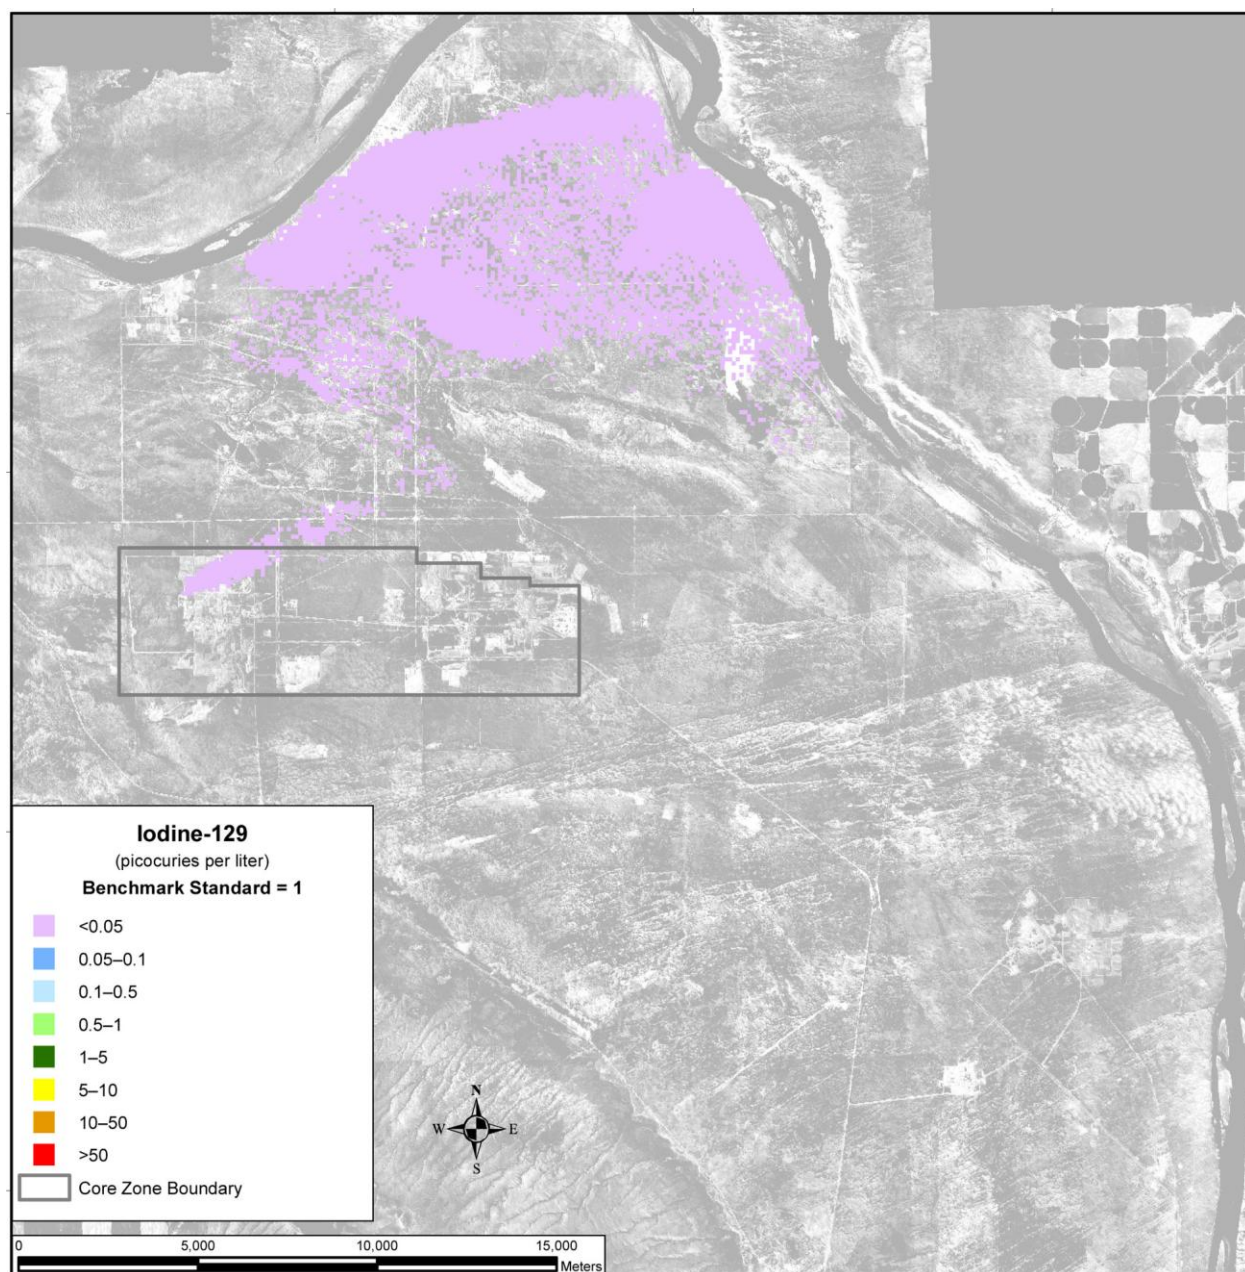 Iodine-129
(picocuries per liter)
Benchmark Standard = 1
<0.05
0.05–0.1
0.1–0.5
0.5–1
1–5
5–10
10–50
>50
Core Zone Boundary
N
W E
S
0 5,000 10,000 15,000
Meters